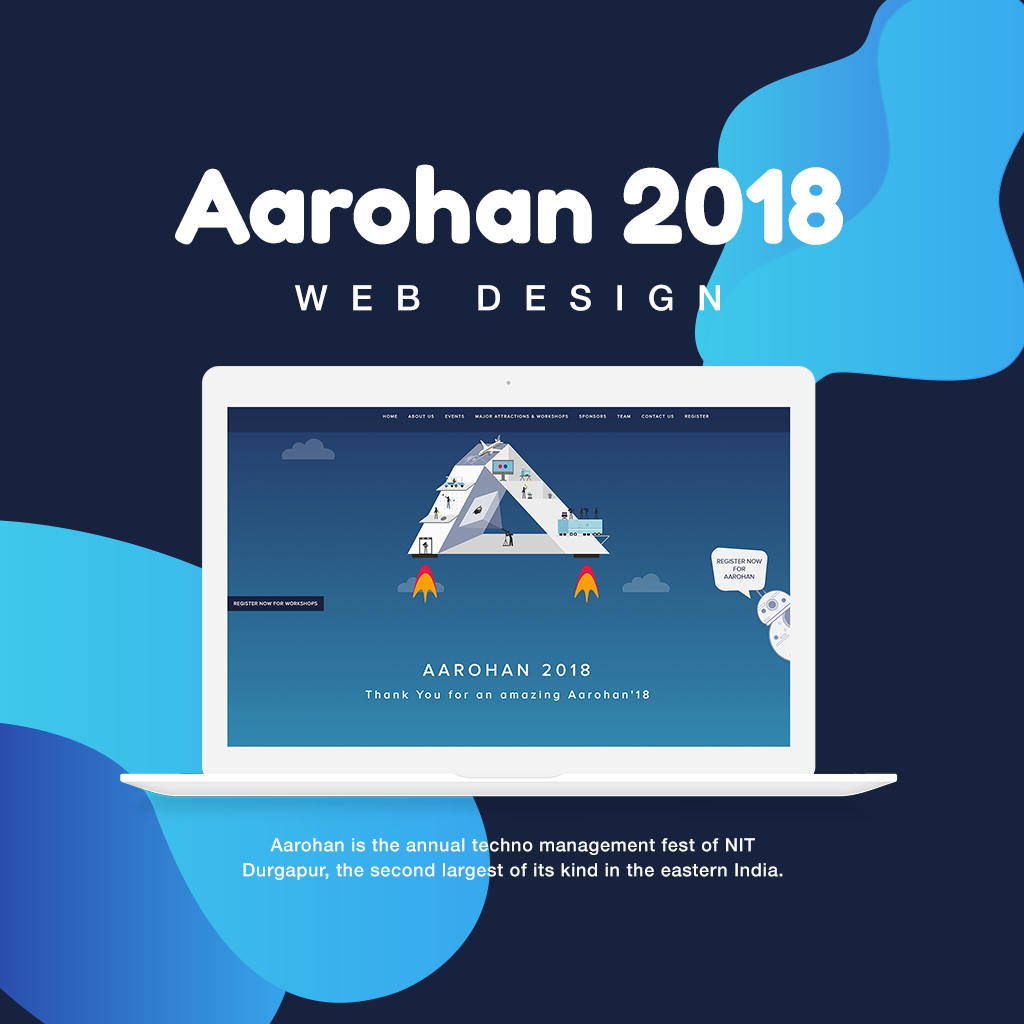 Aarohan 2018
WEB DESIGN
HOME ABOUT US EVENTS MAJOR ATTRACTIONS & WORKSHOPS SPONSORS TEAM CONTACT US REGISTER
REGISTER NOW
FOR
AAROHAN
REGISTER NOW FOR WORKSHOPS
AAROHAN 2018
Thank You for an amazing Aarohan'18
Aarohan is the annual techno management fest of NIT
Durgapur, the second largest of its kind in the eastern India.